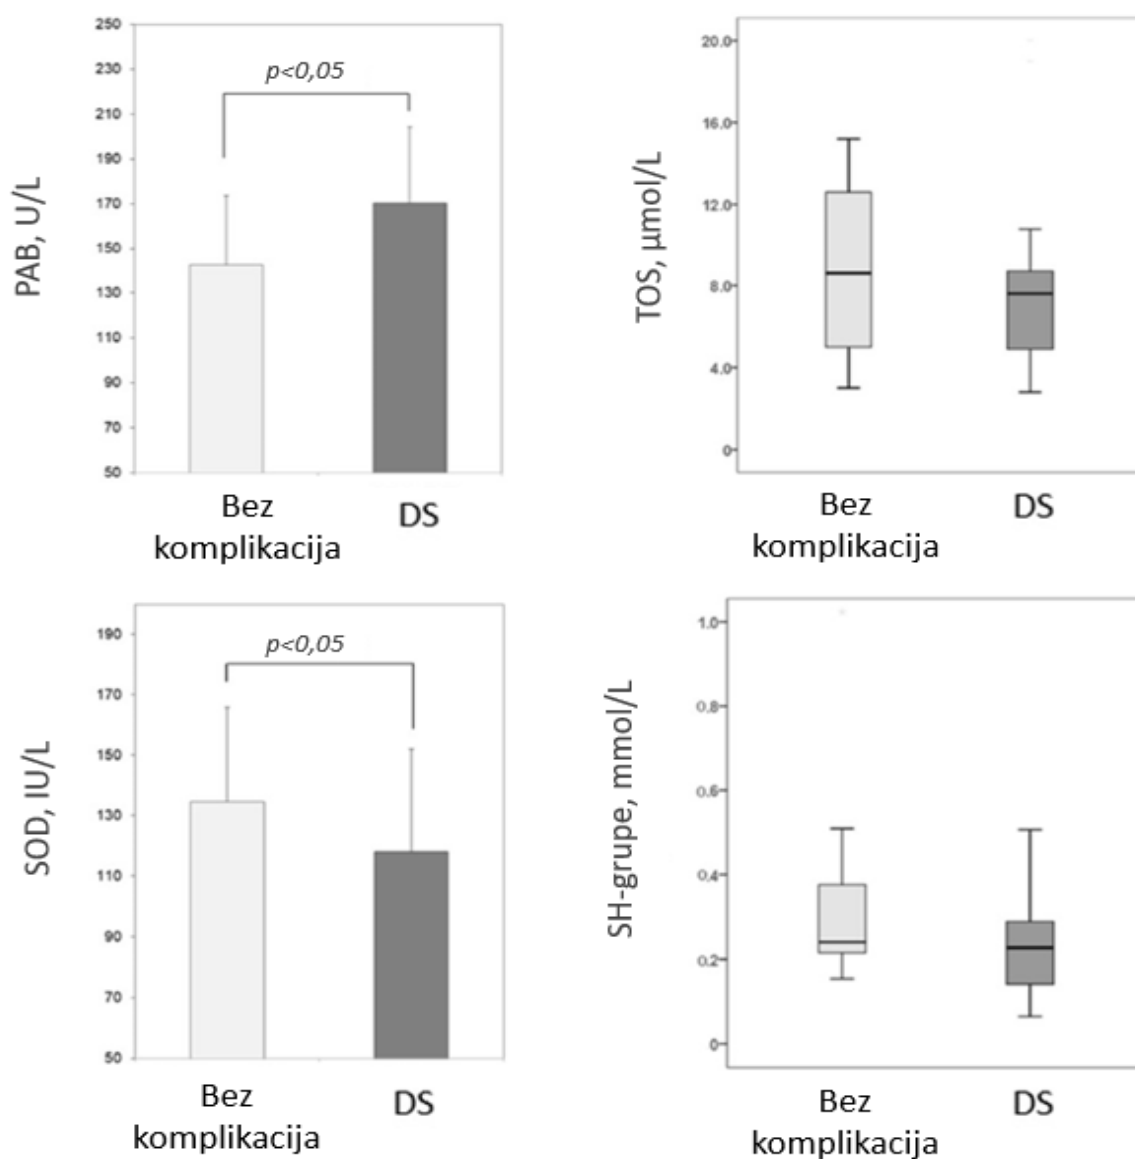 250
230
210
190
170
150
130
110
90
70
50
PAB, U/L
p<0,05
Bez
komplikacija
DS
20.0
16.0
12.0
8.0
4.0
0
TOS, µmol/L
Bez
komplikacija
DS
190
170
150
130
110
90
70
50
SOD, IU/L
p<0,05
Bez
komplikacija
DS
1.0
0.8
0.6
0.4
0.2
0
SH-grupe, mmol/L
Bez
komplikacija
DS